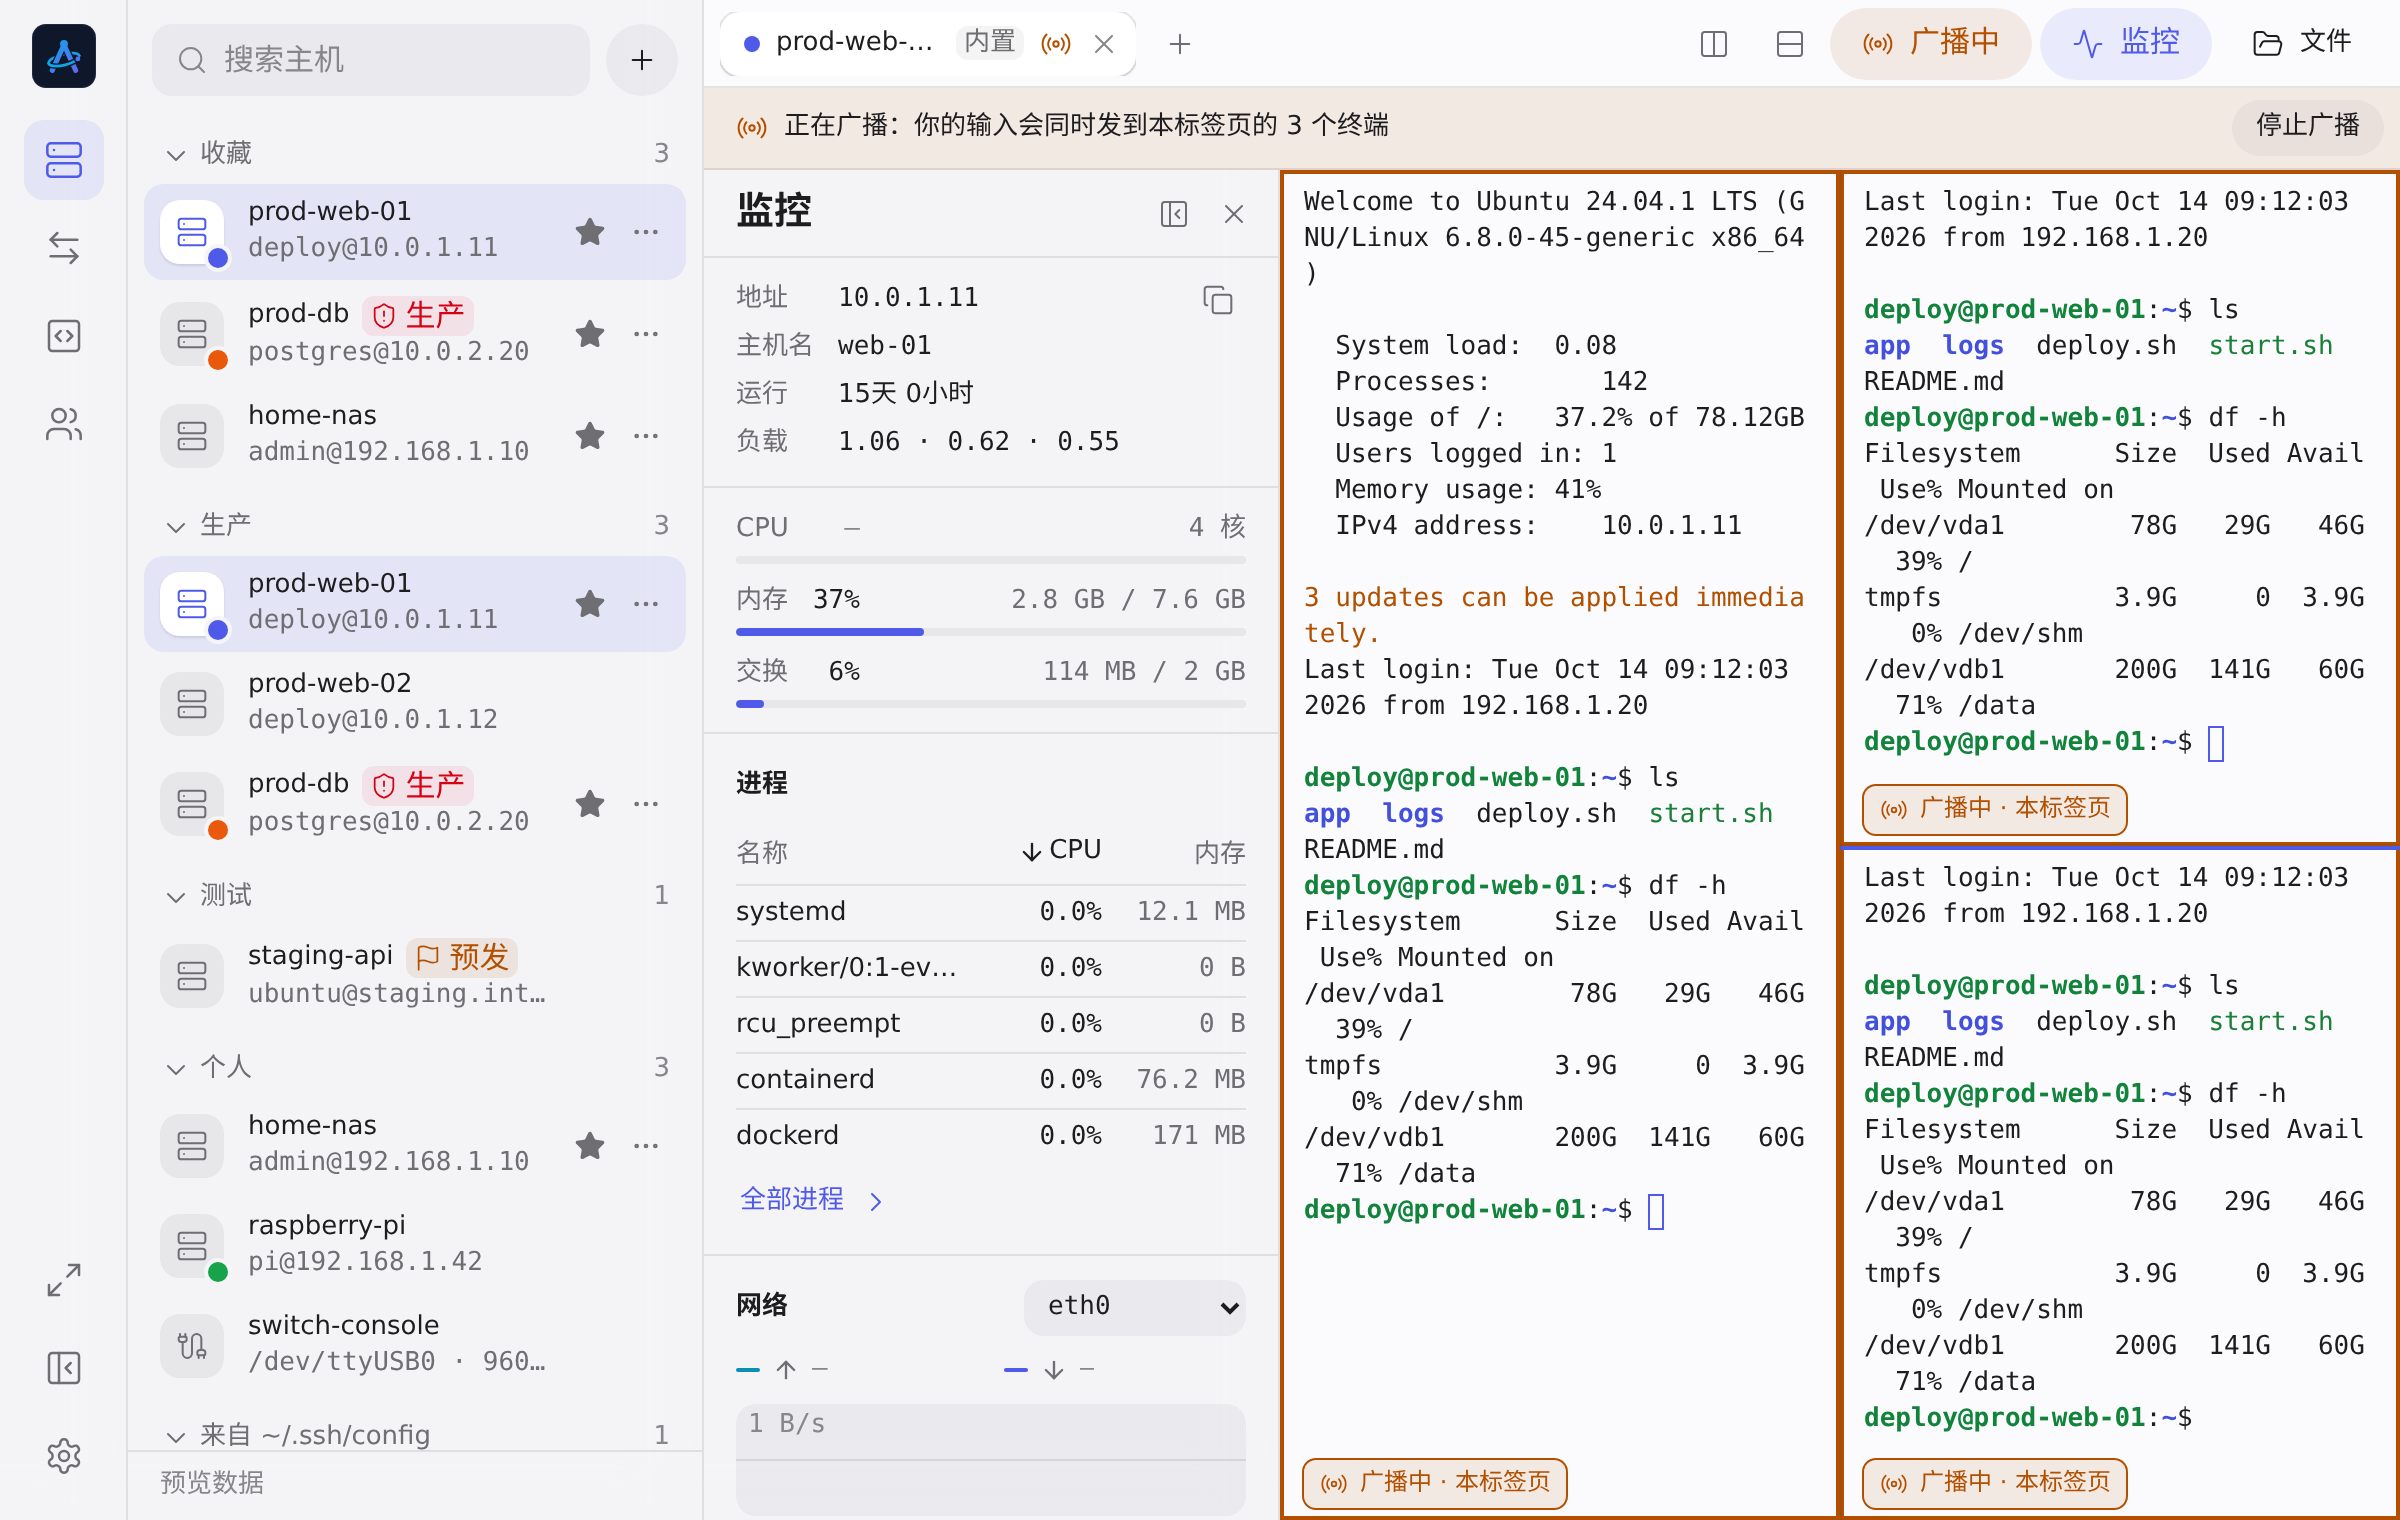 搜索主机
收藏 3
prod-web-01
deploy@10.0.1.11
prod-db 生产
postgres@10.0.2.20
home-nas
admin@192.168.1.10
生产 3
prod-web-01
deploy@10.0.1.11
prod-web-02
deploy@10.0.1.12
prod-db 生产
postgres@10.0.2.20
测试 1
staging-api 预发
ubuntu@staging.int…
个人 3
home-nas
admin@192.168.1.10
raspberry-pi
pi@192.168.1.42
switch-console
/dev/ttyUSB0 · 960…
来自 ~/.ssh/config 1
预览数据
prod-web-… 内置
广播中 监控 文件
正在广播：你的输入会同时发到本标签页的 3 个终端 停止广播
监控
地址 10.0.1.11
主机名 web-01
运行 15天 0小时
负载 1.06 · 0.62 · 0.55
CPU – 4 核
内存 37% 2.8 GB / 7.6 GB
交换 6% 114 MB / 2 GB
进程
名称 CPU 内存
systemd 0.0% 12.1 MB
kworker/0:1-ev… 0.0% 0 B
rcu_preempt 0.0% 0 B
containerd 0.0% 76.2 MB
dockerd 0.0% 171 MB
全部进程
网络 eth0
– –
1 B/s
Welcome to Ubuntu 24.04.1 LTS (G
NU/Linux 6.8.0-45-generic x86_64
)
System load:  0.08
Processes:       142
Usage of /:   37.2% of 78.12GB
Users logged in: 1
Memory usage: 41%
IPv4 address:    10.0.1.11
3 updates can be applied immedia
tely.
Last login: Tue Oct 14 09:12:03
2026 from 192.168.1.20
deploy@prod-web-01:~$ ls
app  logs  deploy.sh  start.sh
README.md
deploy@prod-web-01:~$ df -h
Filesystem      Size  Used Avail
Use% Mounted on
/dev/vda1        78G   29G   46G
39% /
tmpfs           3.9G     0  3.9G
0% /dev/shm
/dev/vdb1       200G  141G   60G
71% /data
deploy@prod-web-01:~$
广播中 · 本标签页
Last login: Tue Oct 14 09:12:03
2026 from 192.168.1.20
deploy@prod-web-01:~$ ls
app  logs  deploy.sh  start.sh
README.md
deploy@prod-web-01:~$ df -h
Filesystem      Size  Used Avail
Use% Mounted on
/dev/vda1        78G   29G   46G
39% /
tmpfs           3.9G     0  3.9G
0% /dev/shm
/dev/vdb1       200G  141G   60G
71% /data
deploy@prod-web-01:~$
广播中 · 本标签页
Last login: Tue Oct 14 09:12:03
2026 from 192.168.1.20
deploy@prod-web-01:~$ ls
app  logs  deploy.sh  start.sh
README.md
deploy@prod-web-01:~$ df -h
Filesystem      Size  Used Avail
Use% Mounted on
/dev/vda1        78G   29G   46G
39% /
tmpfs           3.9G     0  3.9G
0% /dev/shm
/dev/vdb1       200G  141G   60G
71% /data
deploy@prod-web-01:~$
广播中 · 本标签页